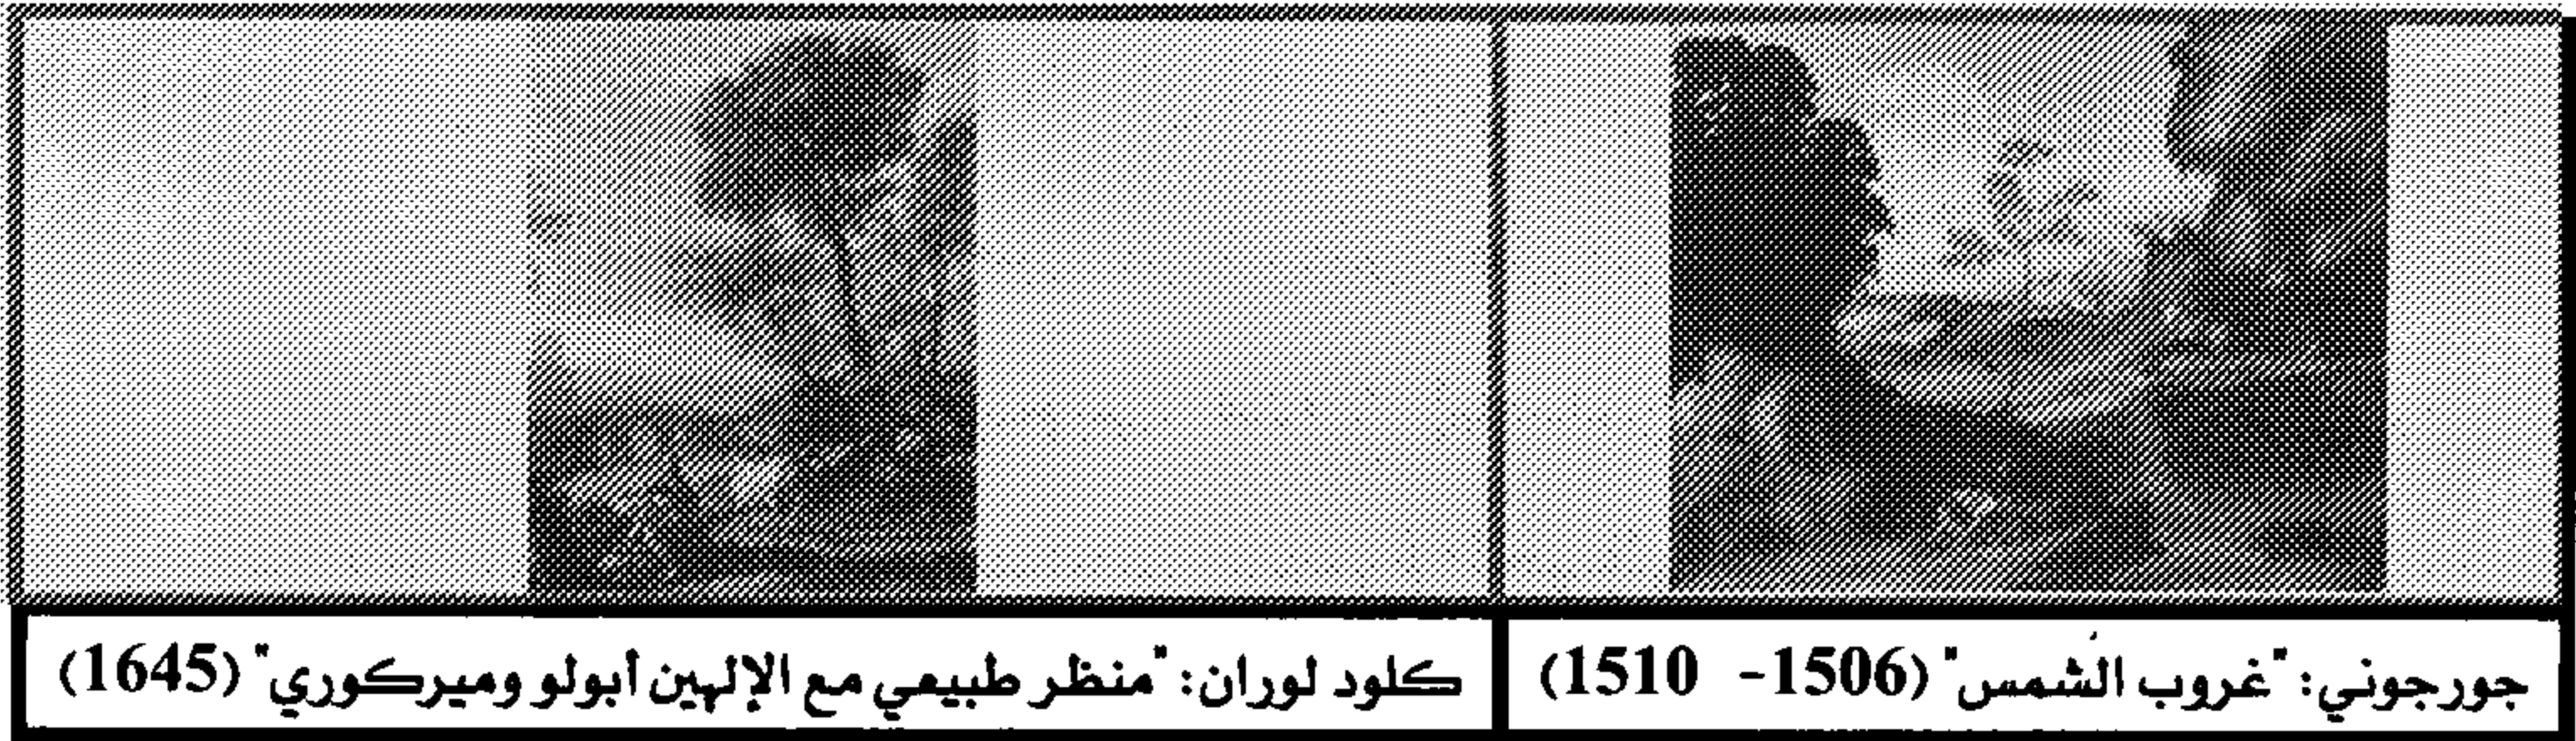 جورجوني: "غروب الشمس" (1506- 1510)
كلود لوران: "منظر طبيعي مع الإلهين أبولو وميركوري" (1645)